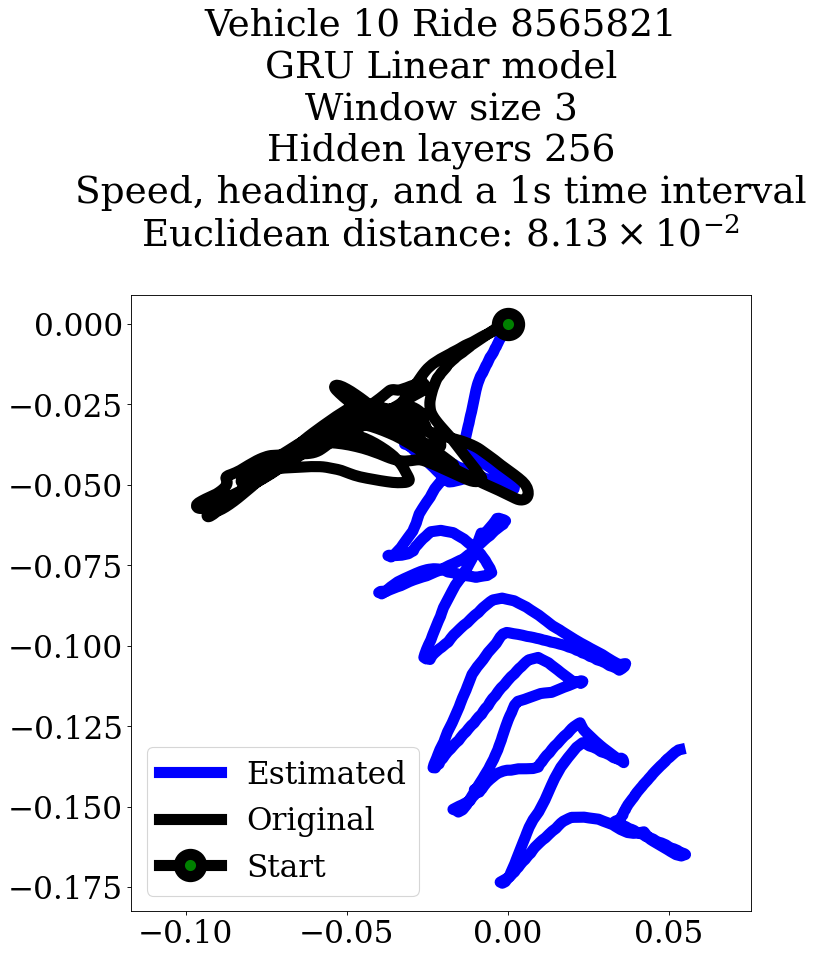 Vehicle 10 Ride 8565821
GRU Linear model
Window size 3
Hidden layers 256
Speed, heading, and a 1s time interval
Euclidean distance: 8.13 × 10⁻²
0.000
−0.025
−0.050
−0.075
−0.100
−0.125
−0.150
−0.175
Estimated
Original
Start
−0.10
−0.05
0.00
0.05